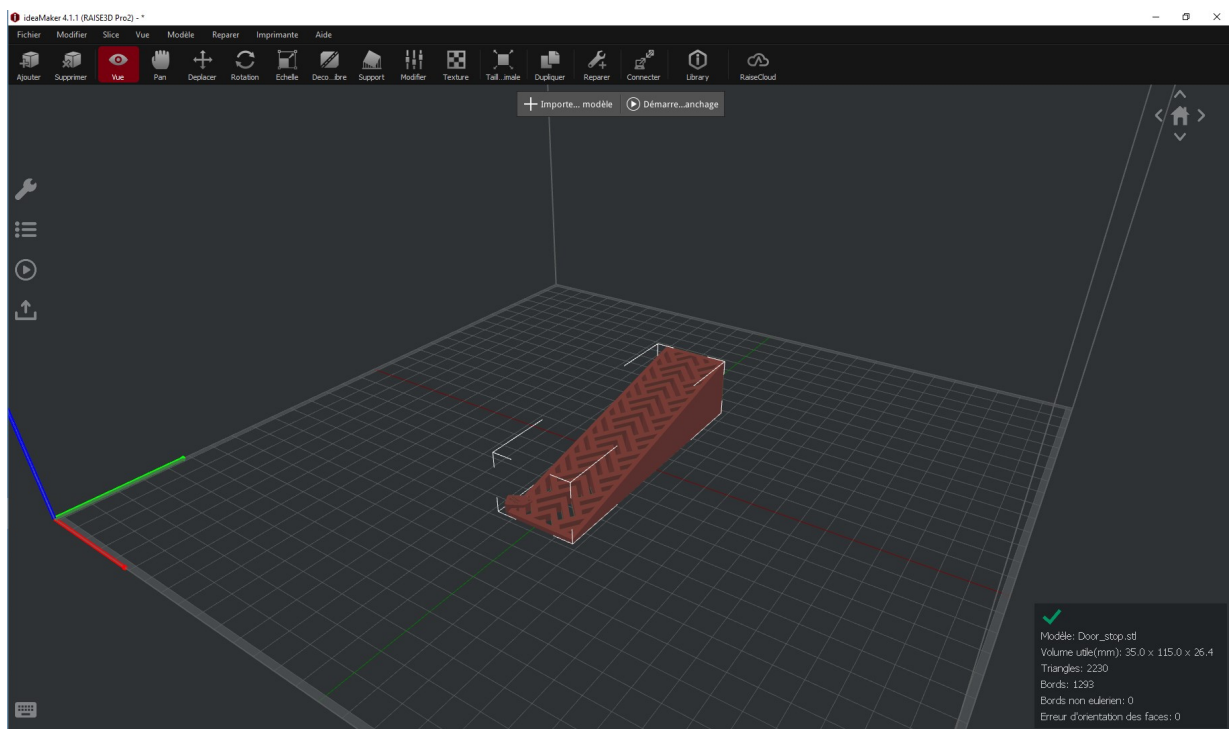 ideaMaker 4.1.1 (RAISE3D Pro2) - *
Fichier Modifier Slice Vue Modéle Reparer Imprimante Aide
Ajouter Supprimer Vue Pan Deplacer Rotation Echelle Deco...ibre Support Modifier Texture Taill...imale Dupliquer Reparer Connecter Library RaiseCloud
Importe... modèle Démarre...anchage
Modéle: Door_stop.stl
Volume utile(mm): 35.0 x 115.0 x 26.4
Triangles: 2230
Bords: 1293
Bords non eulerien: 0
Erreur d'orientation des faces: 0